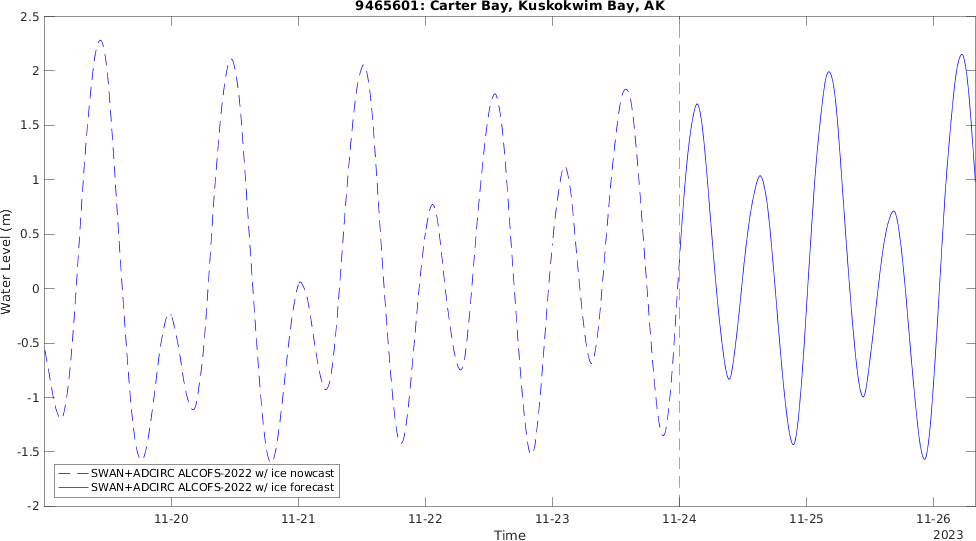 9465601: Carter Bay, Kuskokwim Bay, AK
2.5
2
1.5
1
0.5
0
-0.5
-1
-1.5
-2
Water Level (m)
SWAN+ADCIRC ALCOFS-2022 w/ ice nowcast
SWAN+ADCIRC ALCOFS-2022 w/ ice forecast
11-20 11-21 11-22 11-23 11-24 11-25 11-26
Time
2023